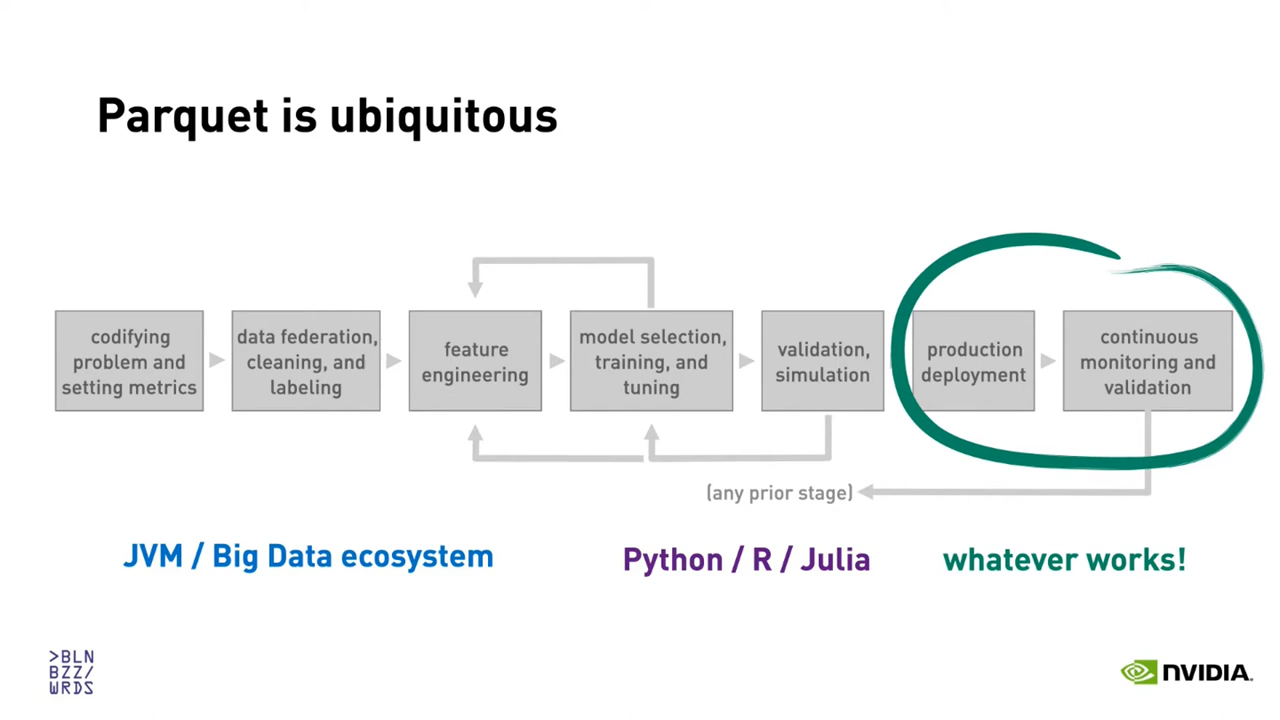 Parquet is ubiquitous
codifying
problem and
setting metrics
data federation,
cleaning, and
labeling
feature
engineering
model selection,
training, and
tuning
validation,
simulation
production
deployment
continuous
monitoring and
validation
(any prior stage)
JVM / Big Data ecosystem
Python / R / Julia
whatever works!
>BLN
BZZ/
WRDS
NVIDIA.